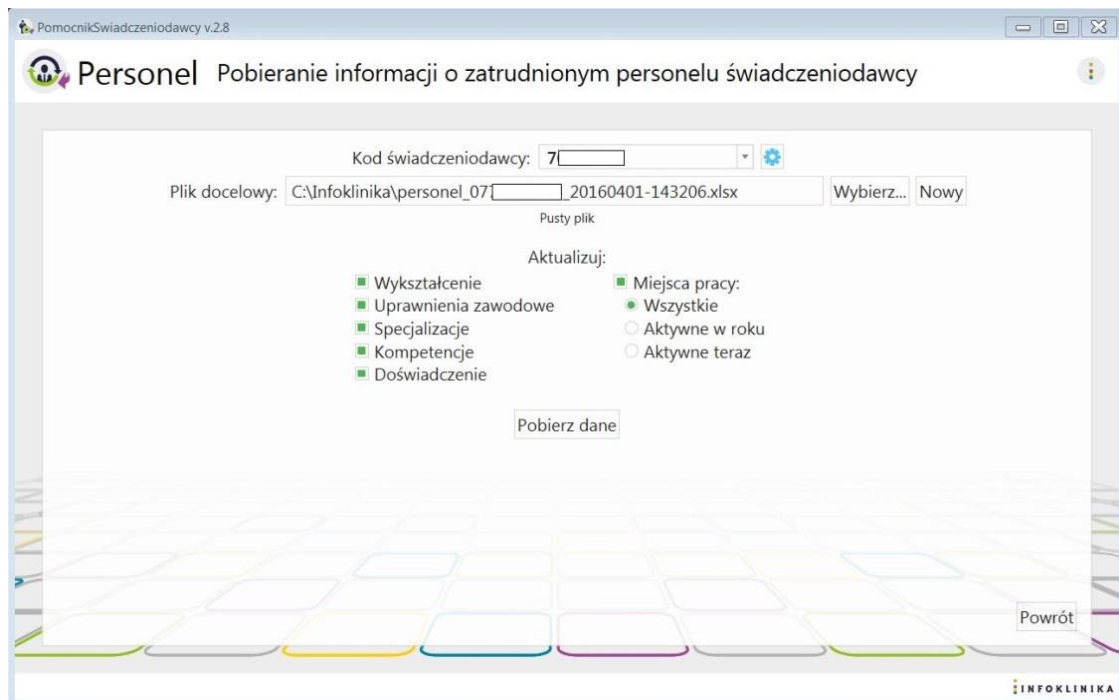 PomocnikSwiadczeniodawcy v.2.8
Personel Pobieranie informacji o zatrudnionym personelu świadczeniodawcy
Kod świadczeniodawcy: 7
Plik docelowy: C:\Infoklinika\personel_07 _20160401-143206.xlsx Wybierz... Nowy
Pusty plik
Aktualizuj:
Wykształcenie Miejsca pracy:
Uprawnienia zawodowe Wszystkie
Specjalizacje Aktywne w roku
Kompetencje Aktywne teraz
Doświadczenie
Pobierz dane
Powrót
INFOKLINIKA